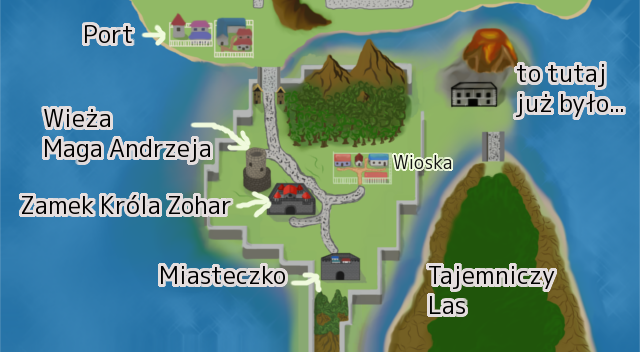 Port
to tutaj
już było...
Wieża
Maga Andrzeja
Wioska
Zamek Króla Zohar
Miasteczko
Tajemniczy
Las